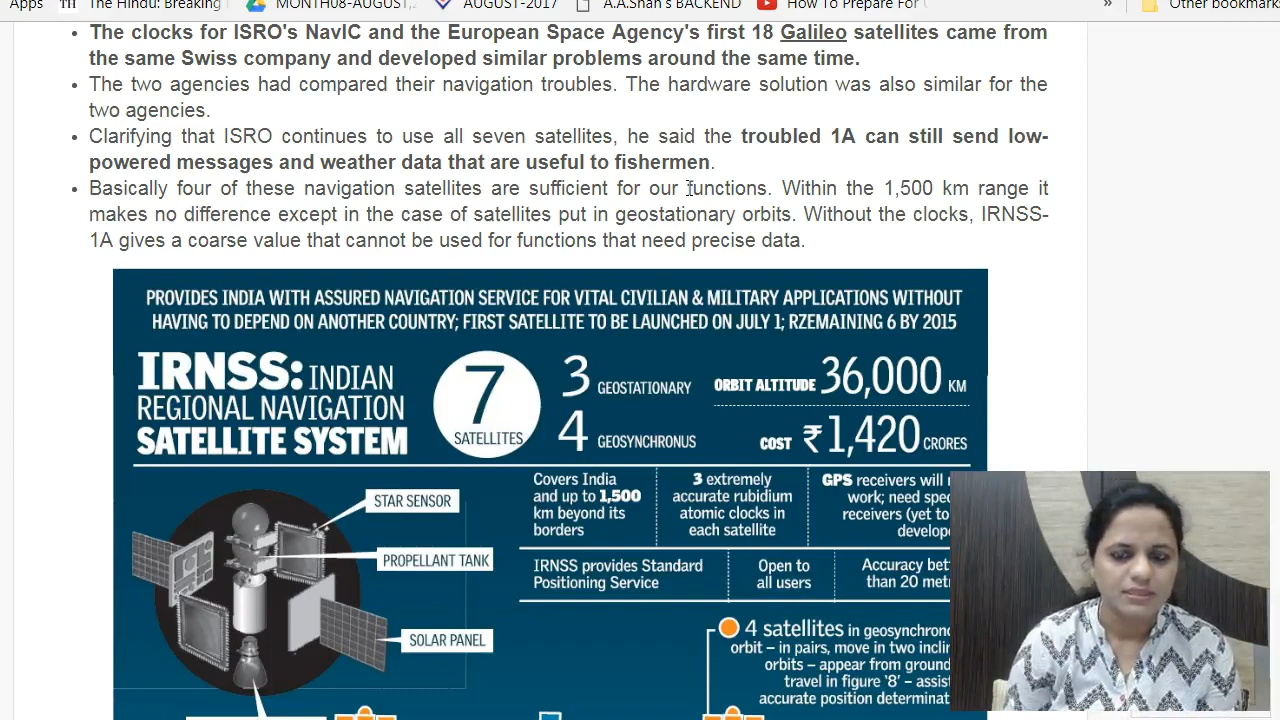 Apps The Hindu: Breaking MONTH08-AUGUST, AUGUST-2017 A.A.Shah's BACKEND How To Prepare For » Other bookmark
• The clocks for ISRO's NavIC and the European Space Agency's first 18 Galileo satellites came from
the same Swiss company and developed similar problems around the same time.
• The two agencies had compared their navigation troubles. The hardware solution was also similar for the
two agencies.
• Clarifying that ISRO continues to use all seven satellites, he said the troubled 1A can still send low-
powered messages and weather data that are useful to fishermen.
• Basically four of these navigation satellites are sufficient for our functions. Within the 1,500 km range it
makes no difference except in the case of satellites put in geostationary orbits. Without the clocks, IRNSS-
1A gives a coarse value that cannot be used for functions that need precise data.
PROVIDES INDIA WITH ASSURED NAVIGATION SERVICE FOR VITAL CIVILIAN & MILITARY APPLICATIONS WITHOUT
HAVING TO DEPEND ON ANOTHER COUNTRY; FIRST SATELLITE TO BE LAUNCHED ON JULY 1; RZEMAINING 6 BY 2015
IRNSS: INDIAN
REGIONAL NAVIGATION
SATELLITE SYSTEM
7
SATELLITES
3 GEOSTATIONARY
4 GEOSYNCHRONUS
ORBIT ALTITUDE 36,000 KM
COST ₹1,420 CRORES
Covers India
and up to 1,500
km beyond its
borders
3 extremely
accurate rubidium
atomic clocks in
each satellite
GPS receivers will
work; need
receivers (yet to
IRNSS provides Standard
Positioning Service
Open to
all users
Accuracy
than 20
STAR SENSOR
PROPELLANT TANK
SOLAR PANEL
4 satellites in
orbit – in pairs, move in two
orbits – appear from
travel in figure '8' –
accurate position